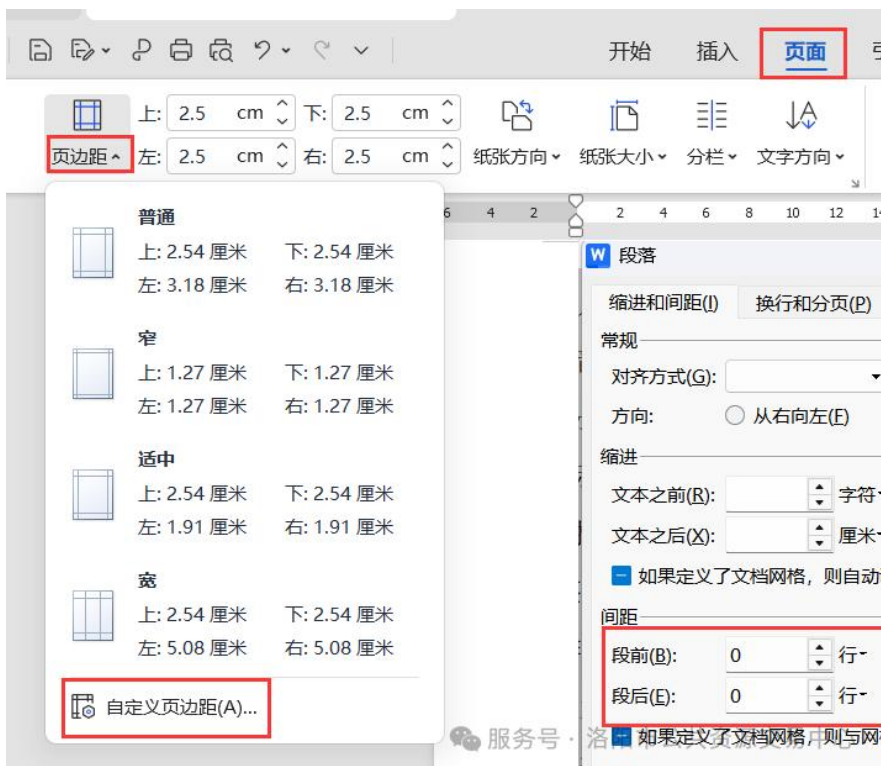 开始 插入 页面
上: 2.5 cm 下: 2.5 cm
页边距 左: 2.5 cm 右: 2.5 cm 纸张方向 纸张大小 分栏 文字方向
普通
上: 2.54 厘米 下: 2.54 厘米
左: 3.18 厘米 右: 3.18 厘米
窄
上: 1.27 厘米 下: 1.27 厘米
左: 1.27 厘米 右: 1.27 厘米
适中
上: 2.54 厘米 下: 2.54 厘米
左: 1.91 厘米 右: 1.91 厘米
宽
上: 2.54 厘米 下: 2.54 厘米
左: 5.08 厘米 右: 5.08 厘米
自定义页边距(A)...
6 4 2 2 4 6 8 10 12
W 段落
缩进和间距(I) 换行和分页(P)
常规
对齐方式(G):
方向: 从右向左(F)
缩进
文本之前(R): 字符
文本之后(X): 厘米
如果定义了文档网格，则自动
间距
段前(B): 0 行
段后(E): 0 行
如果定义了文档网格，则与网
服务号 · 洛